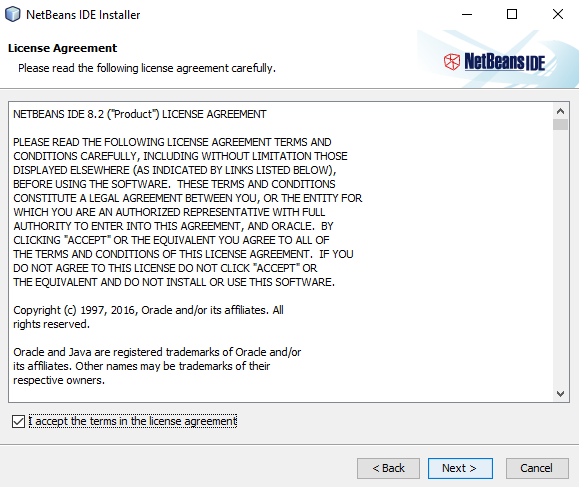 NetBeans IDE Installer
License Agreement
Please read the following license agreement carefully.
NetBeans IDE
NETBEANS IDE 8.2 ("Product") LICENSE AGREEMENT
PLEASE READ THE FOLLOWING LICENSE AGREEMENT TERMS AND
CONDITIONS CAREFULLY, INCLUDING WITHOUT LIMITATION THOSE
DISPLAYED ELSEWHERE (AS INDICATED BY LINKS LISTED BELOW),
BEFORE USING THE SOFTWARE.  THESE TERMS AND CONDITIONS
CONSTITUTE A LEGAL AGREEMENT BETWEEN YOU, OR THE ENTITY FOR
WHICH YOU ARE AN AUTHORIZED REPRESENTATIVE WITH FULL
AUTHORITY TO ENTER INTO THIS AGREEMENT, AND ORACLE.  BY
CLICKING "ACCEPT" OR THE EQUIVALENT YOU AGREE TO ALL OF
THE TERMS AND CONDITIONS OF THIS LICENSE AGREEMENT.  IF YOU
DO NOT AGREE TO THIS LICENSE DO NOT CLICK "ACCEPT" OR
THE EQUIVALENT AND DO NOT INSTALL OR USE THIS SOFTWARE.
Copyright (c) 1997, 2016, Oracle and/or its affiliates. All
rights reserved.
Oracle and Java are registered trademarks of Oracle and/or
its affiliates. Other names may be trademarks of their
respective owners.
I accept the terms in the license agreement
< Back
Next >
Cancel